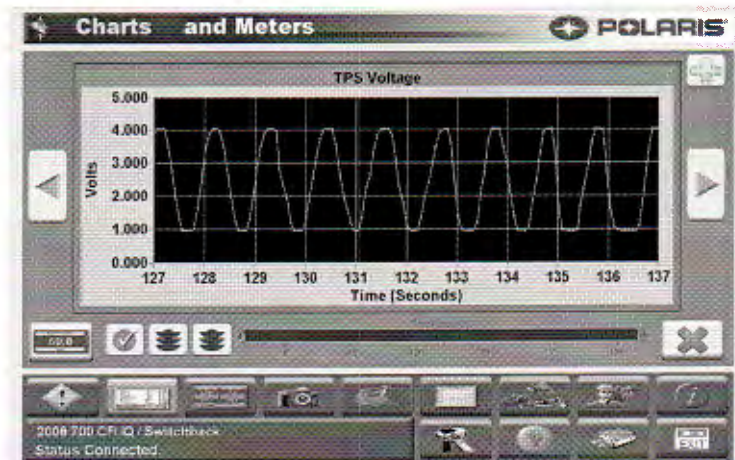 Charts and Meters
POLARIS
TPS Voltage
5.000
4.000
3.000
2.000
1.000
0.000
Volts
127 128 129 130 131 132 133 134 135 136 137
Time (Seconds)
2006 700 CFI IQ / Switchback
Status Connected
EXIT